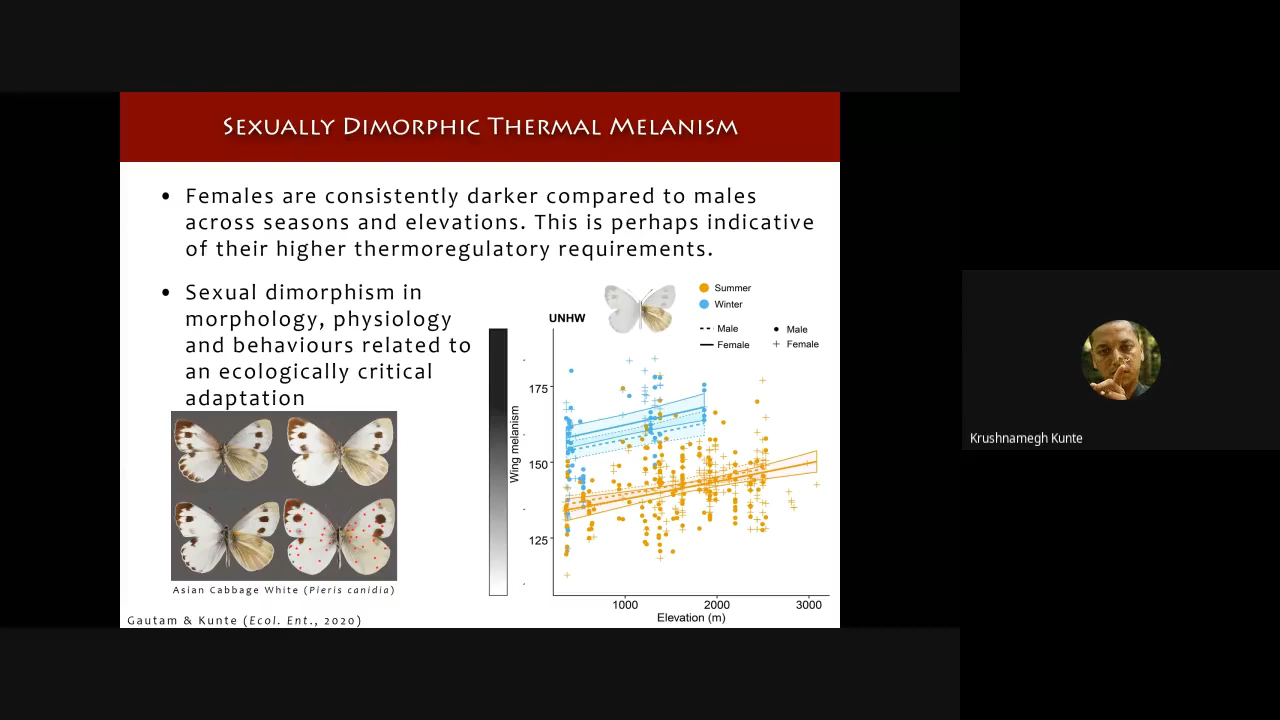 Sexually Dimorphic Thermal Melanism
• Females are consistently darker compared to males
across seasons and elevations. This is perhaps indicative
of their higher thermoregulatory requirements.
• Sexual dimorphism in
morphology, physiology
and behaviours related to
an ecologically critical
adaptation
Asian Cabbage White (Pieris canidia)
Gautam & Kunte (Ecol. Ent., 2020)
UNHW
Summer
Winter
Male
Female
Male
Female
Wing melanism
175
150
125
1000
2000
3000
Elevation (m)
Krushnamegh Kunte